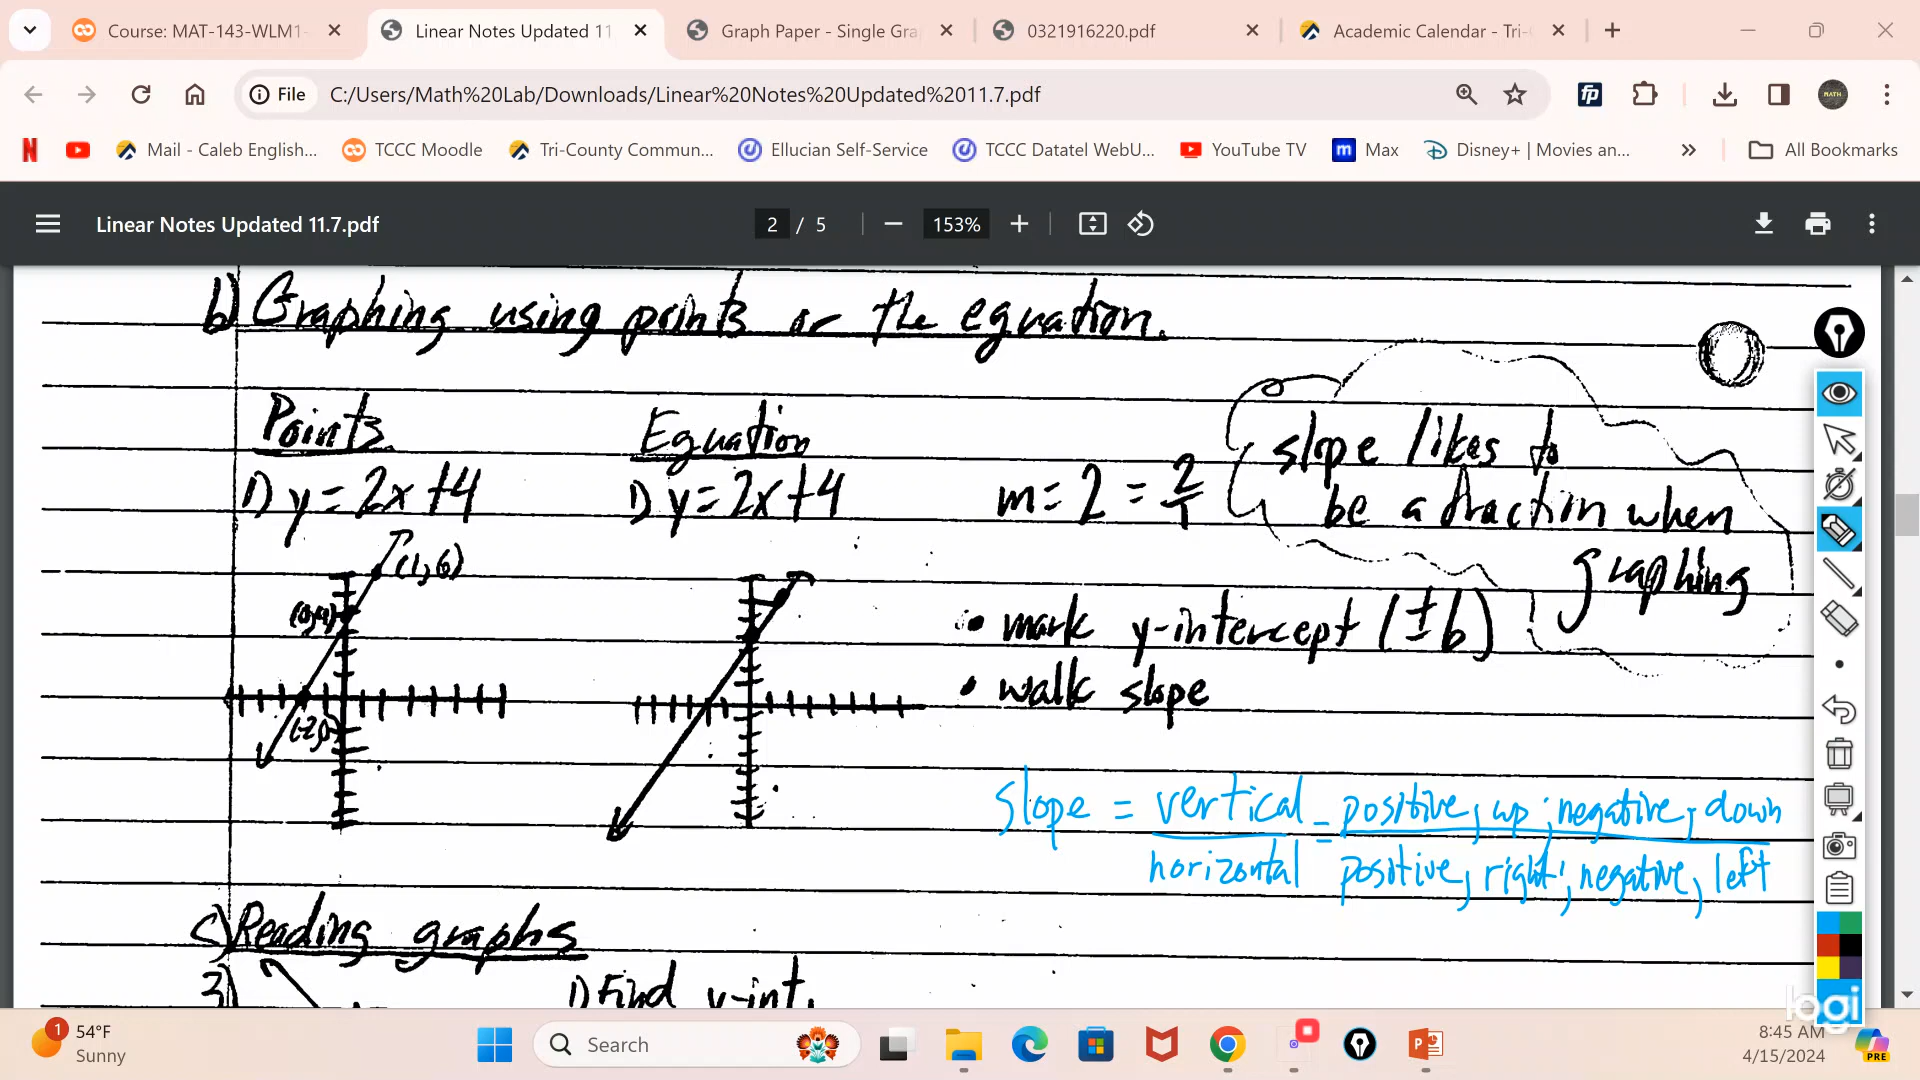 Course: MAT-143-WLM1-
Linear Notes Updated 11
Graph Paper - Single Gra
0321916220.pdf
Academic Calendar - Tri-
File
C:/Users/Math%20Lab/Downloads/Linear%20Notes%20Updated%2011.7.pdf
Mail - Caleb English...
TCCC Moodle
Tri-County Commun...
Ellucian Self-Service
TCCC Datatel WebU...
YouTube TV
Max
Disney+ | Movies an...
All Bookmarks
Linear Notes Updated 11.7.pdf
2 / 5
153%
b) Graphing using points or the equation.
Points
Equation
slope likes to
be a fraction when
graphing
1) y = 2x + 4
1) y = 2x + 4
m = 2 = 2/1
(1, 6)
(0,4)
(-2,0)
• mark y-intercept (±b)
• walk slope
slope = vertical = positive, up; negative, down
horizontal positive, right; negative, left
c) Reading graphs
3)
1) Find y-int.
logi
1
54°F
Sunny
Search
8:45 AM
4/15/2024
PRE